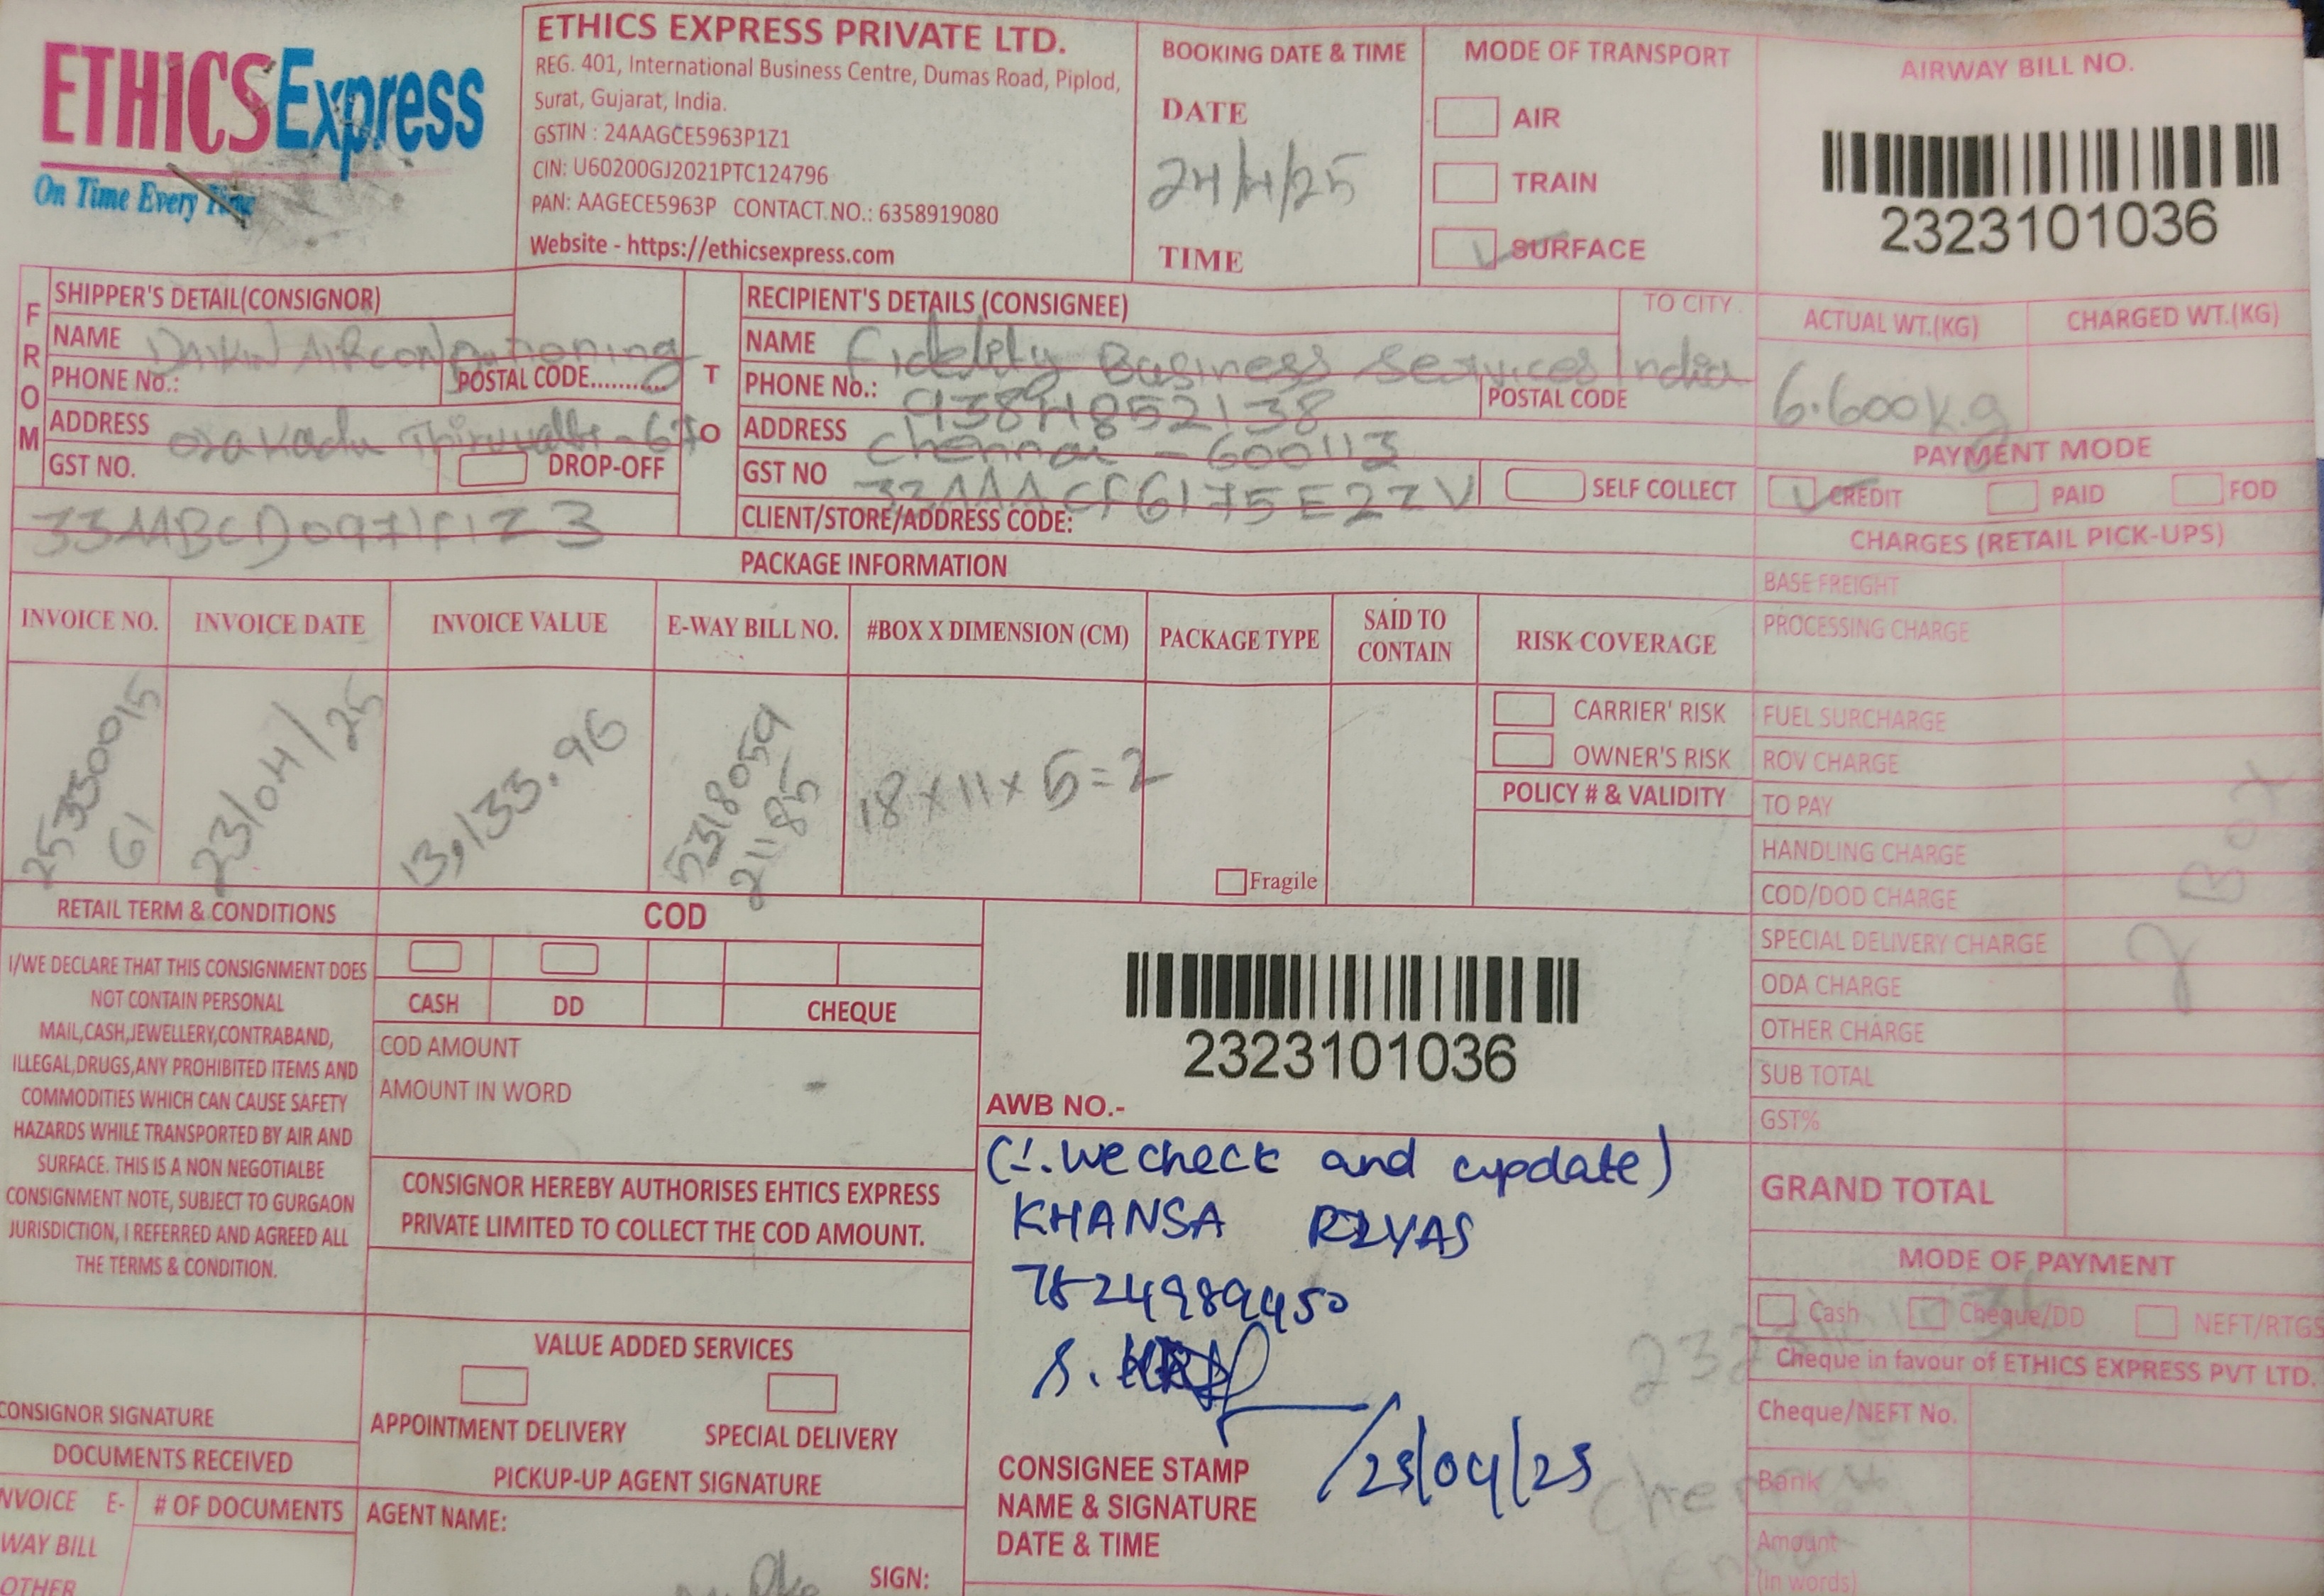 ETHICSExpress
On Time Every Time
ETHICS EXPRESS PRIVATE LTD.
REG. 401, International Business Centre, Dumas Road, Piplod,
Surat, Gujarat, India.
GSTIN : 24AAGCE5963P1Z1
CIN: U60200GJ2021PTC124796
PAN: AAGECE5963P CONTACT.NO.: 6358919080
Website - https://ethicsexpress.com
BOOKING DATE & TIME
DATE
24/4/25
TIME
MODE OF TRANSPORT
AIR
TRAIN
SURFACE
AIRWAY BILL NO.
2323101036
FROM
SHIPPER'S DETAIL(CONSIGNOR)
NAME Daikin Airconditioning
PHONE No.: POSTAL CODE..........
ADDRESS
GST NO. DROP-OFF
33AABCD0971F1Z3
TO
RECIPIENT'S DETAILS (CONSIGNEE)
TO CITY
NAME Fidelity Business Services India
PHONE No.: 9384852138 POSTAL CODE
ADDRESS Chennai - 600113
GST NO 33AAACF6175E2ZV SELF COLLECT
CLIENT/STORE/ADDRESS CODE:
ACTUAL WT.(KG) CHARGED WT.(KG)
6.600k.g
PAYMENT MODE
CREDIT PAID FOD
CHARGES (RETAIL PICK-UPS)
BASE FREIGHT
PROCESSING CHARGE
FUEL SURCHARGE
ROV CHARGE
TO PAY
HANDLING CHARGE
COD/DOD CHARGE
SPECIAL DELIVERY CHARGE
ODA CHARGE
OTHER CHARGE
SUB TOTAL
GST%
GRAND TOTAL
2 Box
PACKAGE INFORMATION
INVOICE NO. INVOICE DATE INVOICE VALUE E-WAY BILL NO. #BOX X DIMENSION (CM) PACKAGE TYPE SAID TO CONTAIN RISK COVERAGE
25330015
61
23/04/25
13,133.96
5318059
21185
18 x 11 x 5 = 2
Fragile
CARRIER' RISK
OWNER'S RISK
POLICY # & VALIDITY
RETAIL TERM & CONDITIONS
I/WE DECLARE THAT THIS CONSIGNMENT DOES
NOT CONTAIN PERSONAL
MAIL,CASH,JEWELLERY,CONTRABAND,
ILLEGAL,DRUGS,ANY PROHIBITED ITEMS AND
COMMODITIES WHICH CAN CAUSE SAFETY
HAZARDS WHILE TRANSPORTED BY AIR AND
SURFACE. THIS IS A NON NEGOTIALBE
CONSIGNMENT NOTE, SUBJECT TO GURGAON
JURISDICTION, I REFERRED AND AGREED ALL
THE TERMS & CONDITION.
CONSIGNOR SIGNATURE
DOCUMENTS RECEIVED
NVOICE E- # OF DOCUMENTS
WAY BILL
OTHER
COD
CASH DD CHEQUE
COD AMOUNT
AMOUNT IN WORD
CONSIGNOR HEREBY AUTHORISES EHTICS EXPRESS
PRIVATE LIMITED TO COLLECT THE COD AMOUNT.
VALUE ADDED SERVICES
APPOINTMENT DELIVERY SPECIAL DELIVERY
PICKUP-UP AGENT SIGNATURE
AGENT NAME:
SIGN:
2323101036
AWB NO.-
we check and update)
KHANSA RIYAS
7824989450
/25/04/25
CONSIGNEE STAMP
NAME & SIGNATURE
DATE & TIME
MODE OF PAYMENT
Cash Cheque/DD NEFT/RTGS
Cheque in favour of ETHICS EXPRESS PVT LTD.
Cheque/NEFT No.
Bank
Amount
(in words)